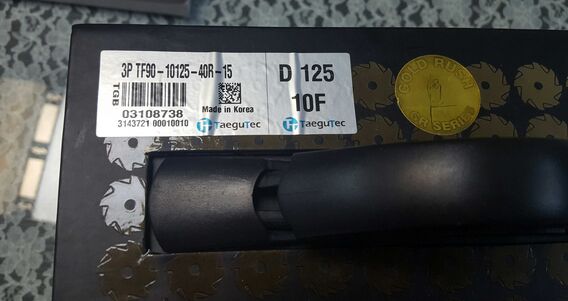 3P TF90-10125-40R-15
TGB
03108738
3143721 00010010
Made in Korea
TaeguTec
D 125
10F
TaeguTec
GOLD RUSH
GR SERIES